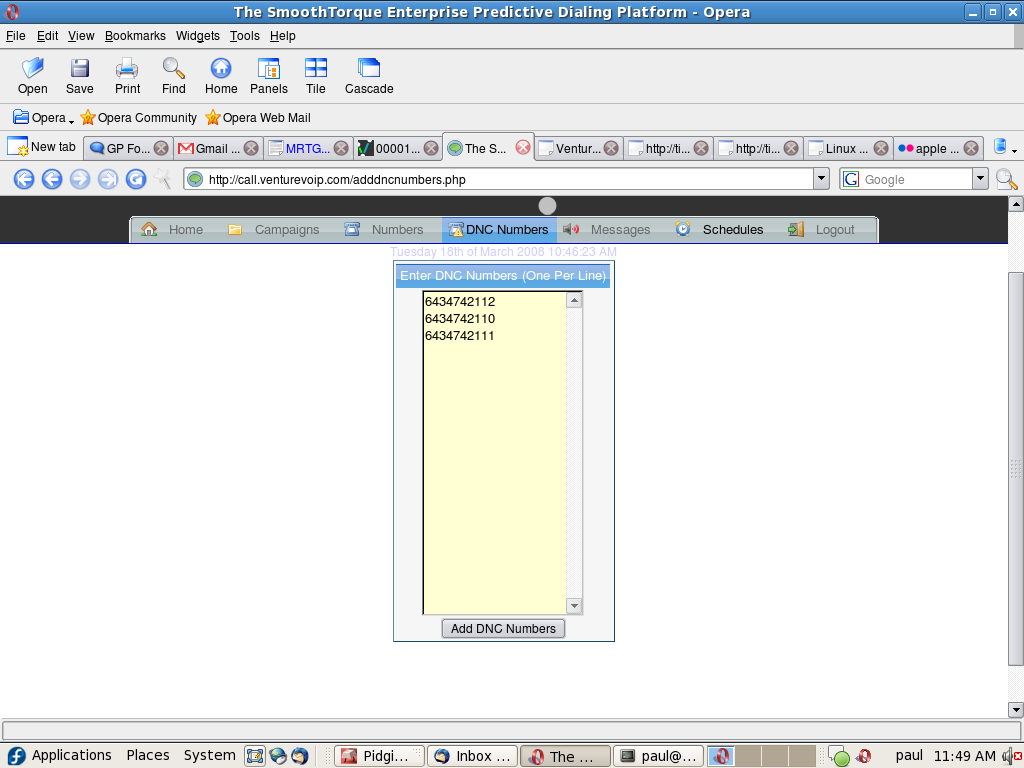 The SmoothTorque Enterprise Predictive Dialing Platform - Opera
File Edit View Bookmarks Widgets Tools Help
Open Save Print Find Home Panels Tile Cascade
Opera Opera Community Opera Web Mail
New tab GP Fo... Gmail ... MRTG... 00001... The S... Ventur... http://ti... http://ti... Linux ... apple ...
http://call.venturevoip.com/adddncnumbers.php Google
Home Campaigns Numbers DNC Numbers Messages Schedules Logout
Tuesday 18th of March 2008 10:46:23 AM
Enter DNC Numbers (One Per Line)
6434742112
6434742110
6434742111
Add DNC Numbers
Applications Places System Pidgi... Inbox ... The ... paul@... paul 11:49 AM